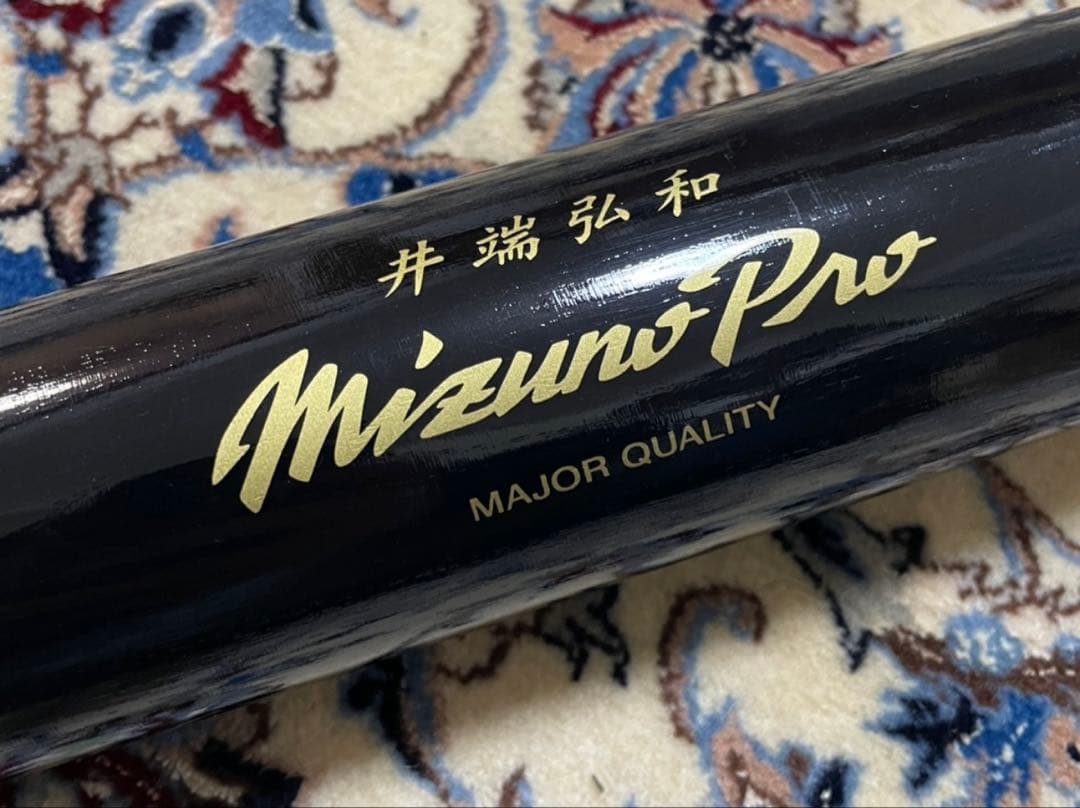 井端弘和
Mizuno Pro
MAJOR QUALITY